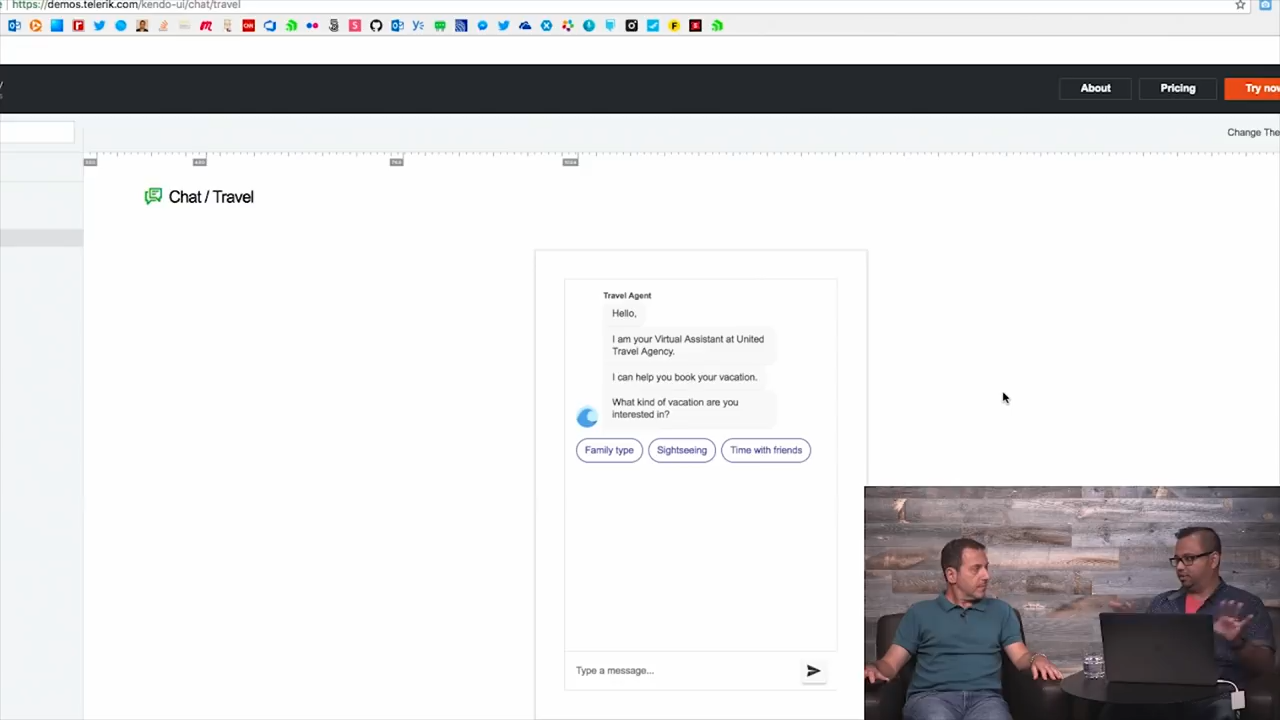 https://demos.telerik.com/kendo-ui/chat/travel
About
Pricing
Try now
Change The
Chat / Travel
Travel Agent
Hello,
I am your Virtual Assistant at United
Travel Agency.
I can help you book your vacation.
What kind of vacation are you
interested in?
Family type
Sightseeing
Time with friends
Type a message...